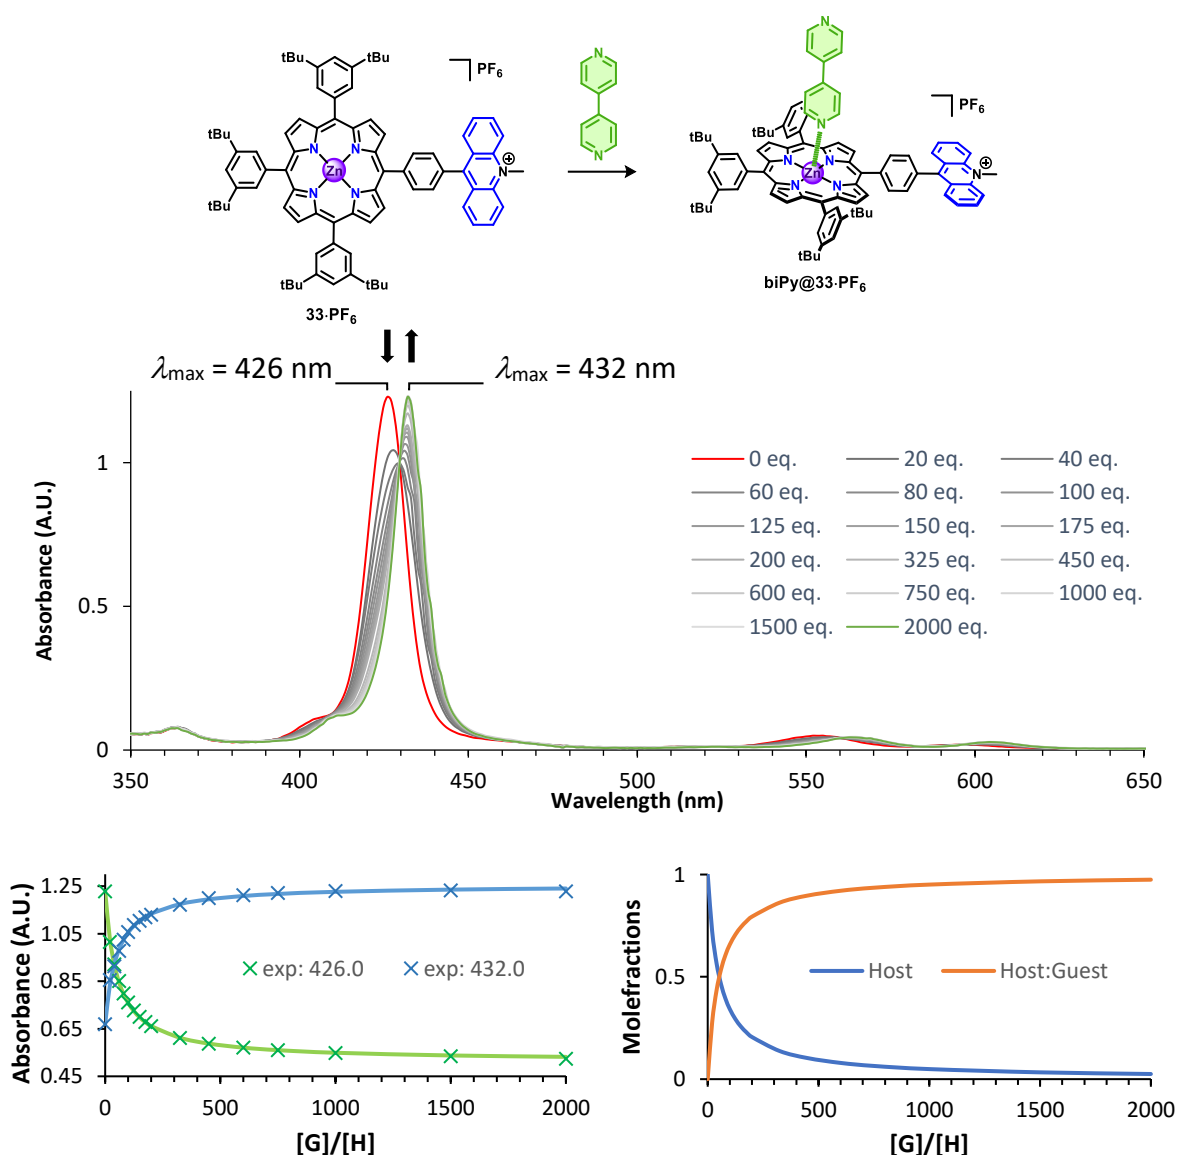 tBu
tBu
PF6
N
N
N
N
Zn
N
N
tBu
tBu
N
+
tBu
tBu
33·PF6
N
N
tBu
PF6
tBu
N
N
N
N
Zn
N
+
tBu
tBu
tBu
biPy@33·PF6
λmax = 426 nm
λmax = 432 nm
Absorbance (A.U.)
1
0.5
0
0 eq. 20 eq. 40 eq.
60 eq. 80 eq. 100 eq.
125 eq. 150 eq. 175 eq.
200 eq. 325 eq. 450 eq.
600 eq. 750 eq. 1000 eq.
1500 eq. 2000 eq.
350 400 450 500 550 600 650
Wavelength (nm)
Absorbance (A.U.)
1.25
1.05
0.85
0.65
0.45
exp: 426.0 exp: 432.0
0 500 1000 1500 2000
[G]/[H]
Molefractions
1
0.5
0
Host Host:Guest
0 500 1000 1500 2000
[G]/[H]